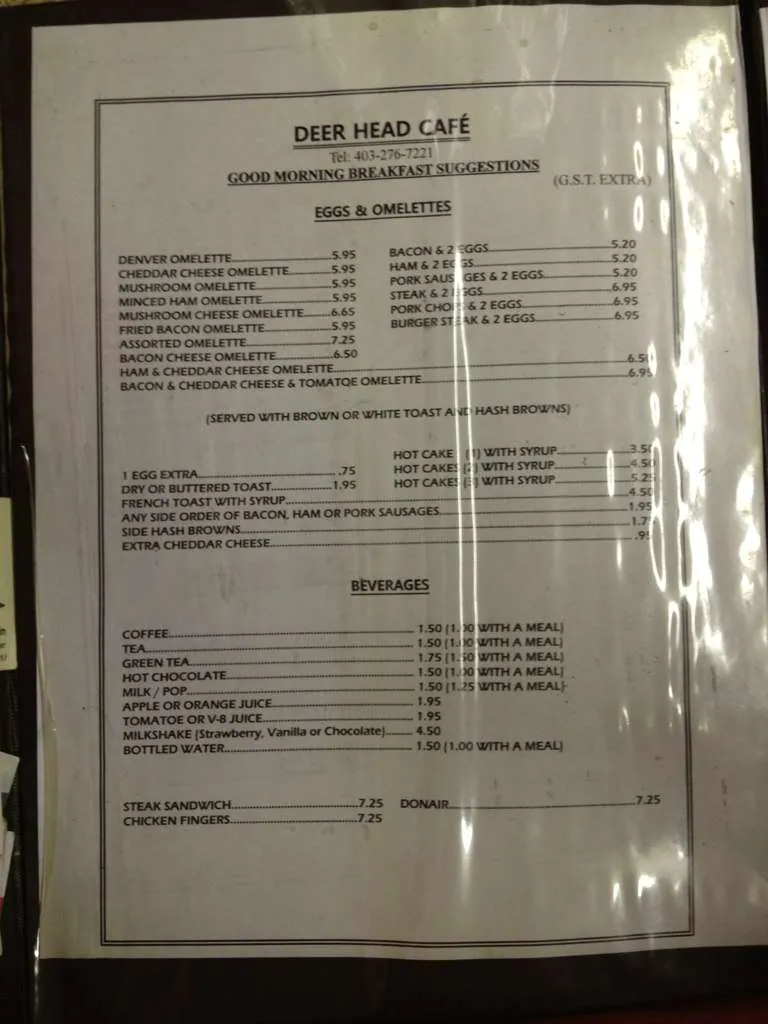 DEER HEAD CAFÉ
Tel: 403-276-7221
GOOD MORNING BREAKFAST SUGGESTIONS
(G.S.T. EXTRA)
EGGS & OMELETTES
DENVER OMELETTE 5.95
CHEDDAR CHEESE OMELETTE 5.95
MUSHROOM OMELETTE 5.95
MINCED HAM OMELETTE 5.95
MUSHROOM CHEESE OMELETTE 6.65
FRIED BACON OMELETTE 5.95
ASSORTED OMELETTE 7.25
BACON CHEESE OMELETTE 6.50
HAM & CHEDDAR CHEESE OMELETTE 6.50
BACON & CHEDDAR CHEESE & TOMATOE OMELETTE 6.95
BACON & 2 EGGS 5.20
HAM & 2 EGGS 5.20
PORK SAUSAGES & 2 EGGS 5.20
STEAK & 2 EGGS 6.95
PORK CHOPS & 2 EGGS 6.95
BURGER STEAK & 2 EGGS 6.95
(SERVED WITH BROWN OR WHITE TOAST AND HASH BROWNS)
HOT CAKE (1) WITH SYRUP 3.50
HOT CAKES (2) WITH SYRUP 4.50
HOT CAKES (3) WITH SYRUP 5.25
1 EGG EXTRA .75
DRY OR BUTTERED TOAST 1.95
FRENCH TOAST WITH SYRUP 4.50
ANY SIDE ORDER OF BACON, HAM OR PORK SAUSAGES 1.95
SIDE HASH BROWNS 1.75
EXTRA CHEDDAR CHEESE .95
BEVERAGES
COFFEE 1.50 (1.00 WITH A MEAL)
TEA 1.50 (1.00 WITH A MEAL)
GREEN TEA 1.75 (1.50 WITH A MEAL)
HOT CHOCOLATE 1.50 (1.00 WITH A MEAL)
MILK / POP 1.50 (1.25 WITH A MEAL)
APPLE OR ORANGE JUICE 1.95
TOMATOE OR V-8 JUICE 1.95
MILKSHAKE (Strawberry, Vanilla or Chocolate) 4.50
BOTTLED WATER 1.50 (1.00 WITH A MEAL)
STEAK SANDWICH 7.25
CHICKEN FINGERS 7.25
DONAIR 7.25